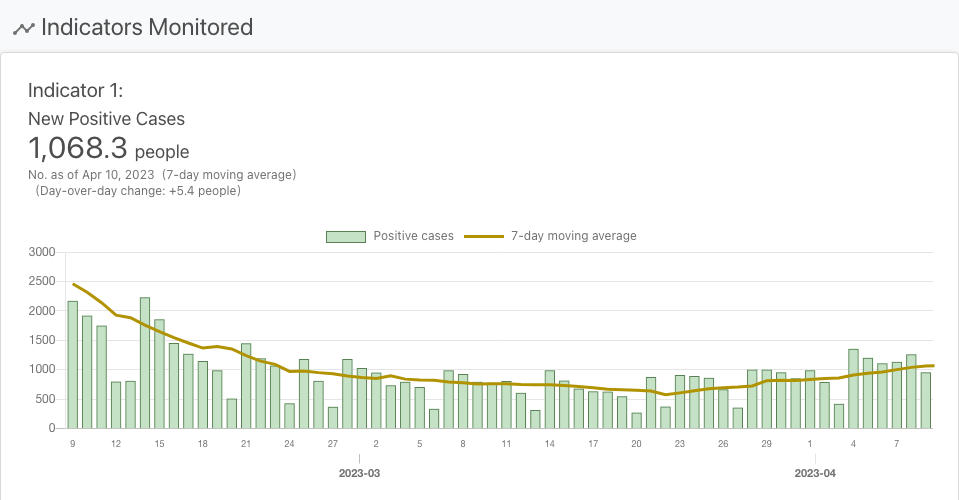 Indicators Monitored
Indicator 1:
New Positive Cases
1,068.3 people
No. as of Apr 10, 2023 (7-day moving average)
(Day-over-day change: +5.4 people)
Positive cases 7-day moving average
3000
2500
2000
1500
1000
500
0
9 12 15 18 21 24 27 2 5 8 11 14 17 20 23 26 29 1 4 7
2023-03 2023-04